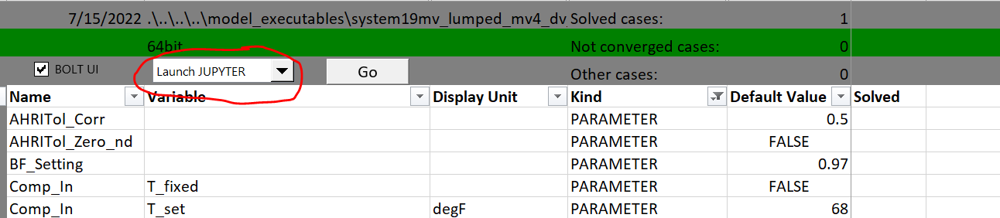 7/15/2022 .\..\..\..\model_executables\system19mv_lumped_mv4_dv Solved cases: 1
64bit Not converged cases: 0
BOLT UI Launch JUPYTER Go Other cases: 0
Name Variable Display Unit Kind Default Value Solved
AHRITol_Corr PARAMETER 0.5
AHRITol_Zero_nd PARAMETER FALSE
BF_Setting PARAMETER 0.97
Comp_In T_fixed PARAMETER FALSE
Comp_In T_set degF PARAMETER 68